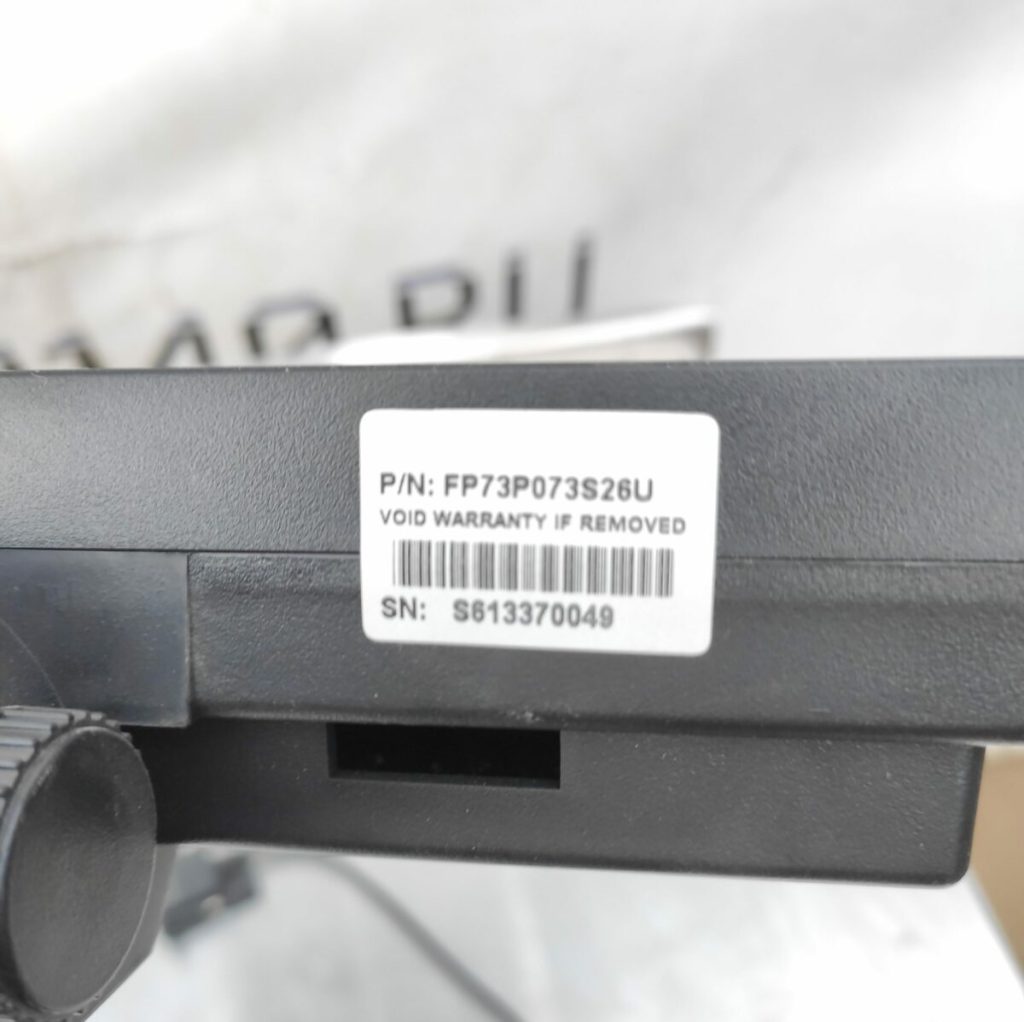 P/N: FP73P073S26U
VOID WARRANTY IF REMOVED
SN: S613370049